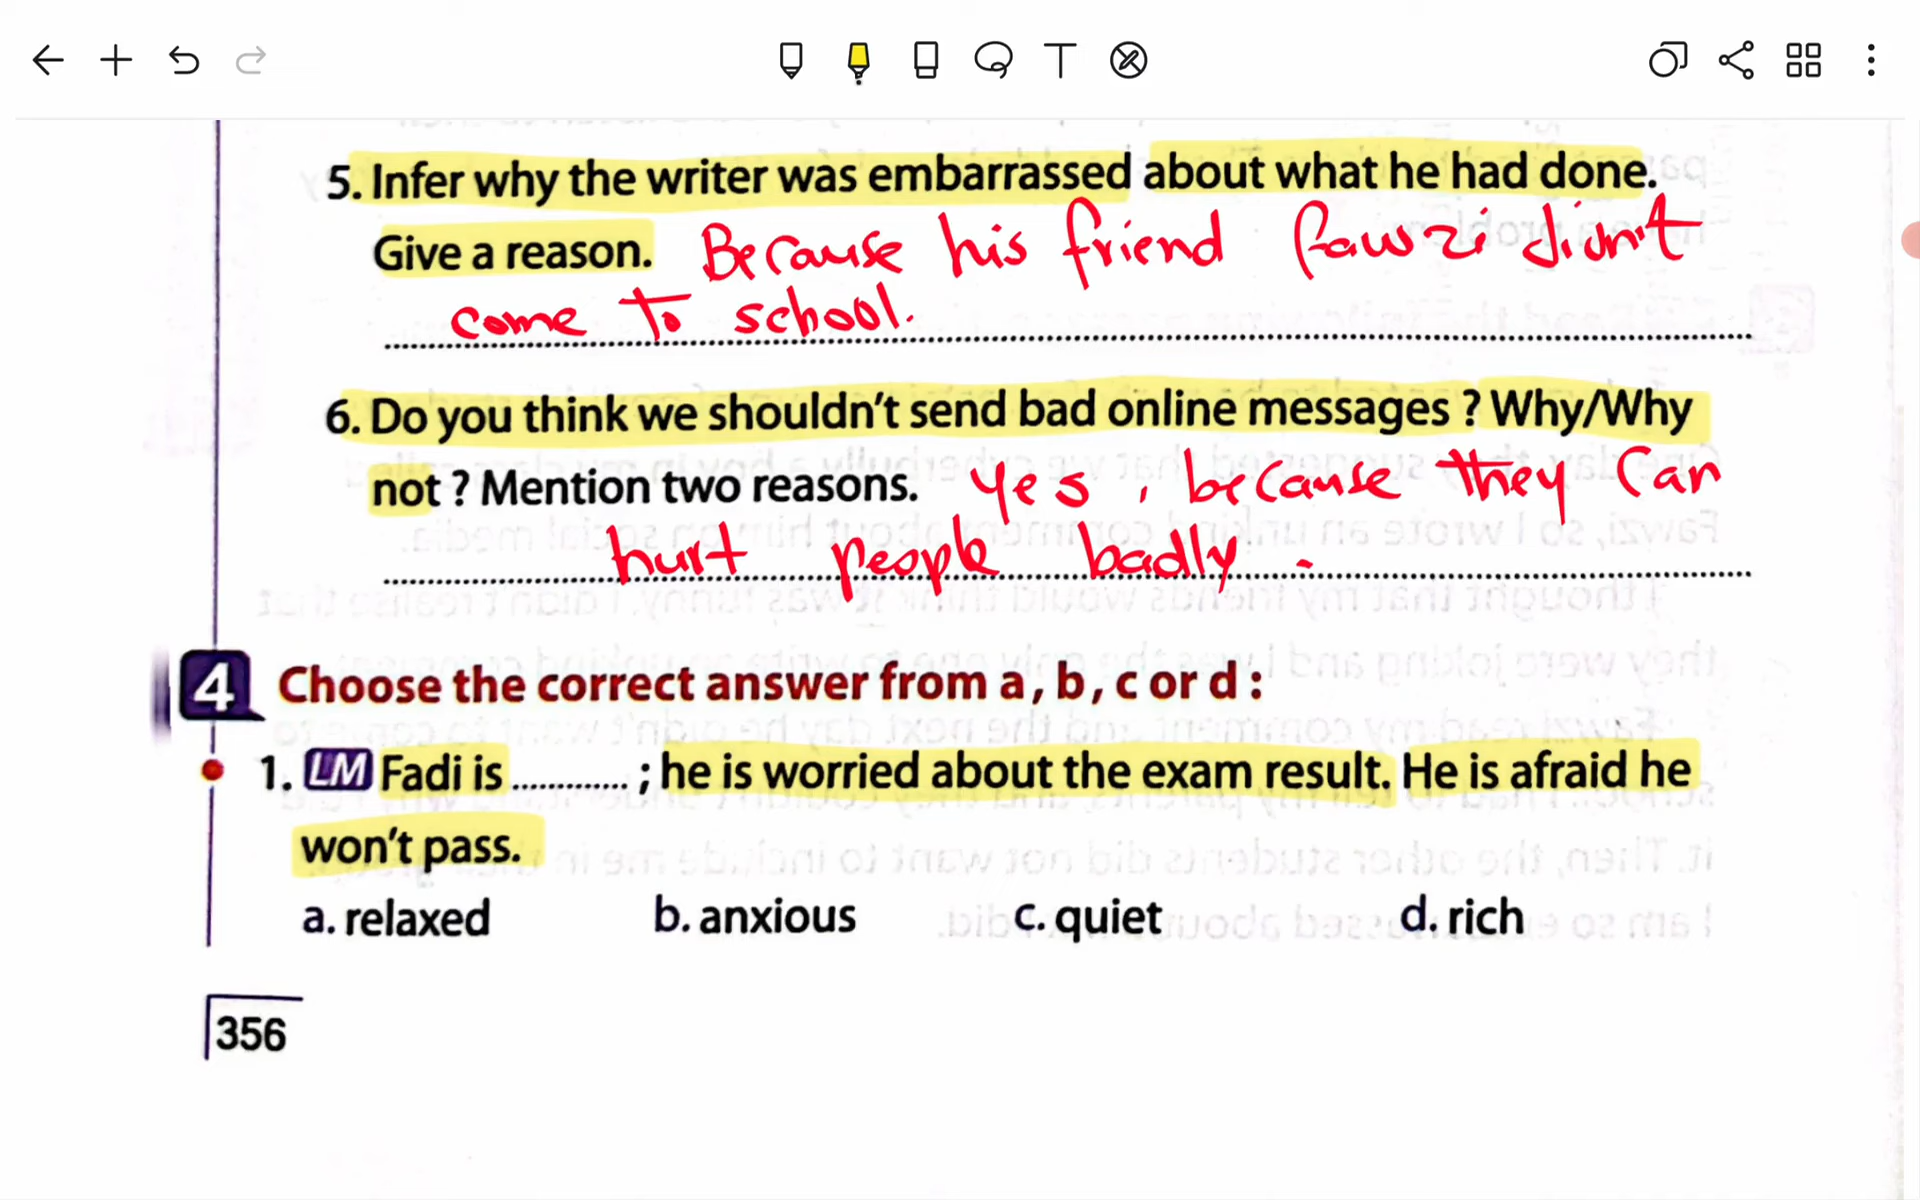 5. Infer why the writer was embarrassed about what he had done.
Give a reason. Because his friend Fawzi didn't
come to school.
6. Do you think we shouldn't send bad online messages ? Why/Why
not ? Mention two reasons. Yes , because they can
hurt people badly .
4 Choose the correct answer from a , b , c or d :
1. LM Fadi is ............ ; he is worried about the exam result. He is afraid he
won't pass.
a. relaxed b. anxious c. quiet d. rich
356